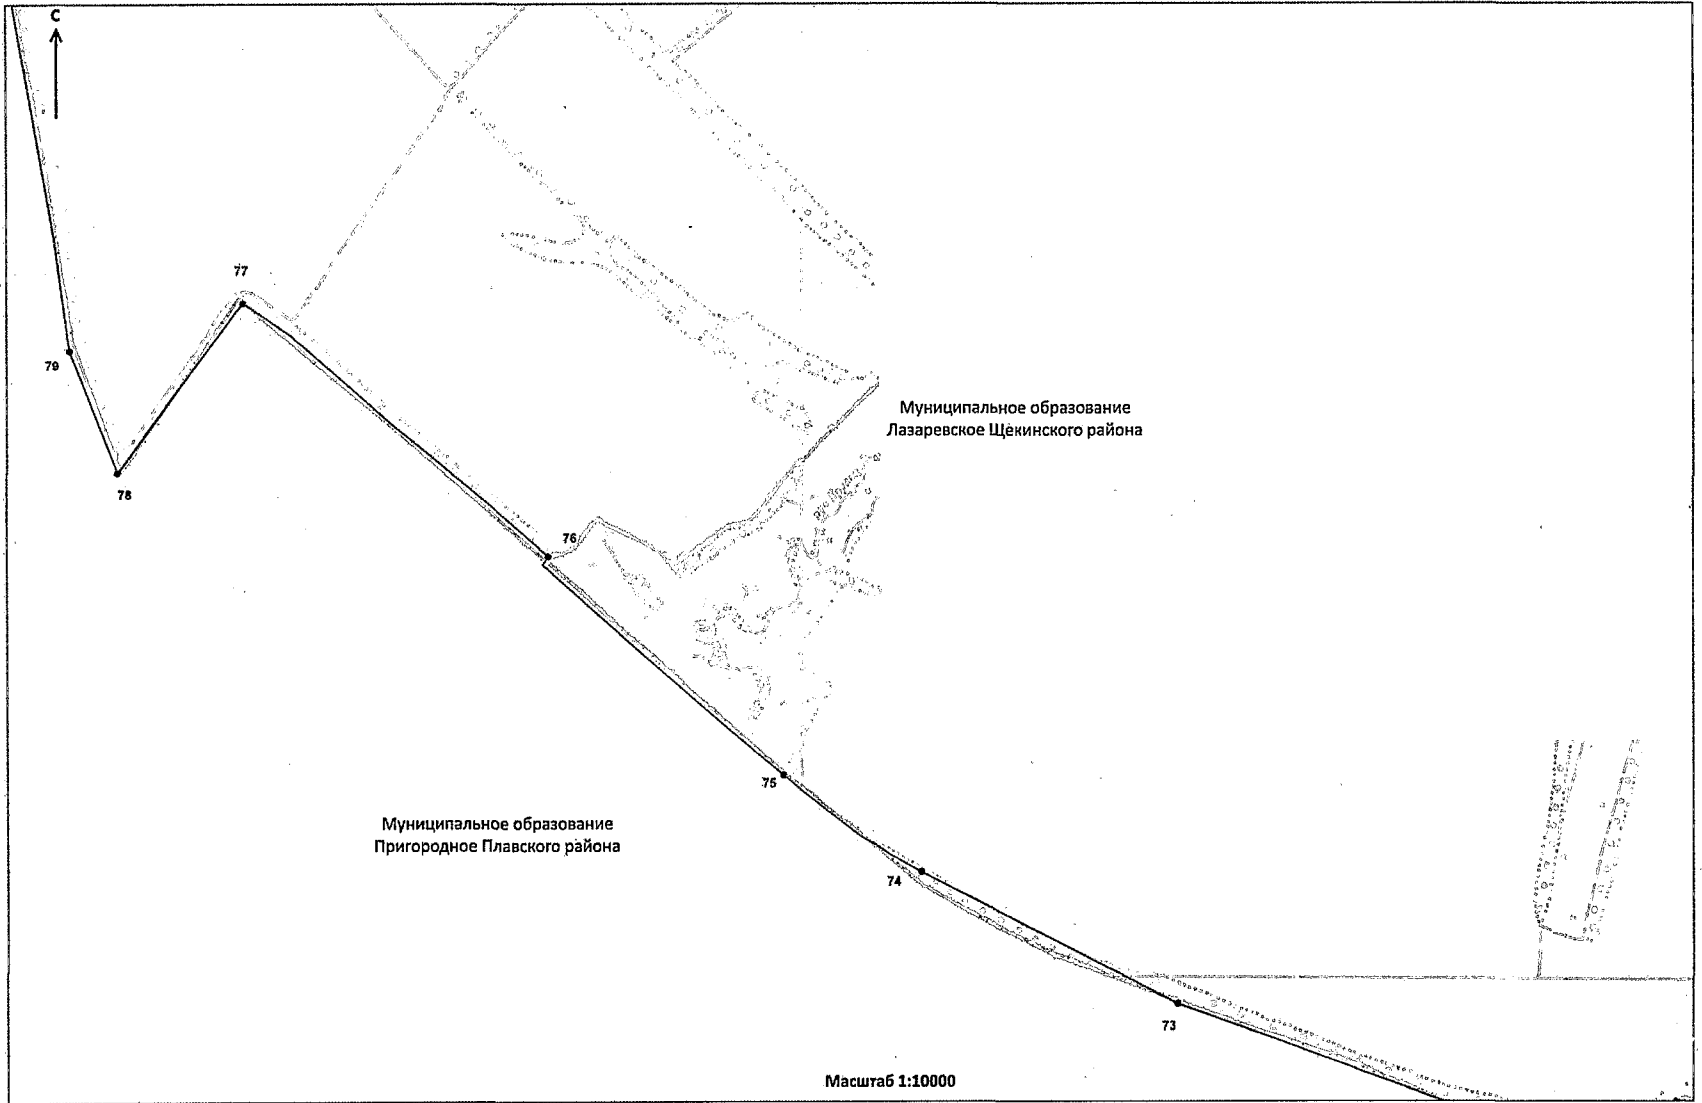 С
77
79
Муниципальное образование
Лазаревское Щёкинского района
78
76
75
Муниципальное образование
Пригородное Плавского района
74
73
Масштаб 1:10000